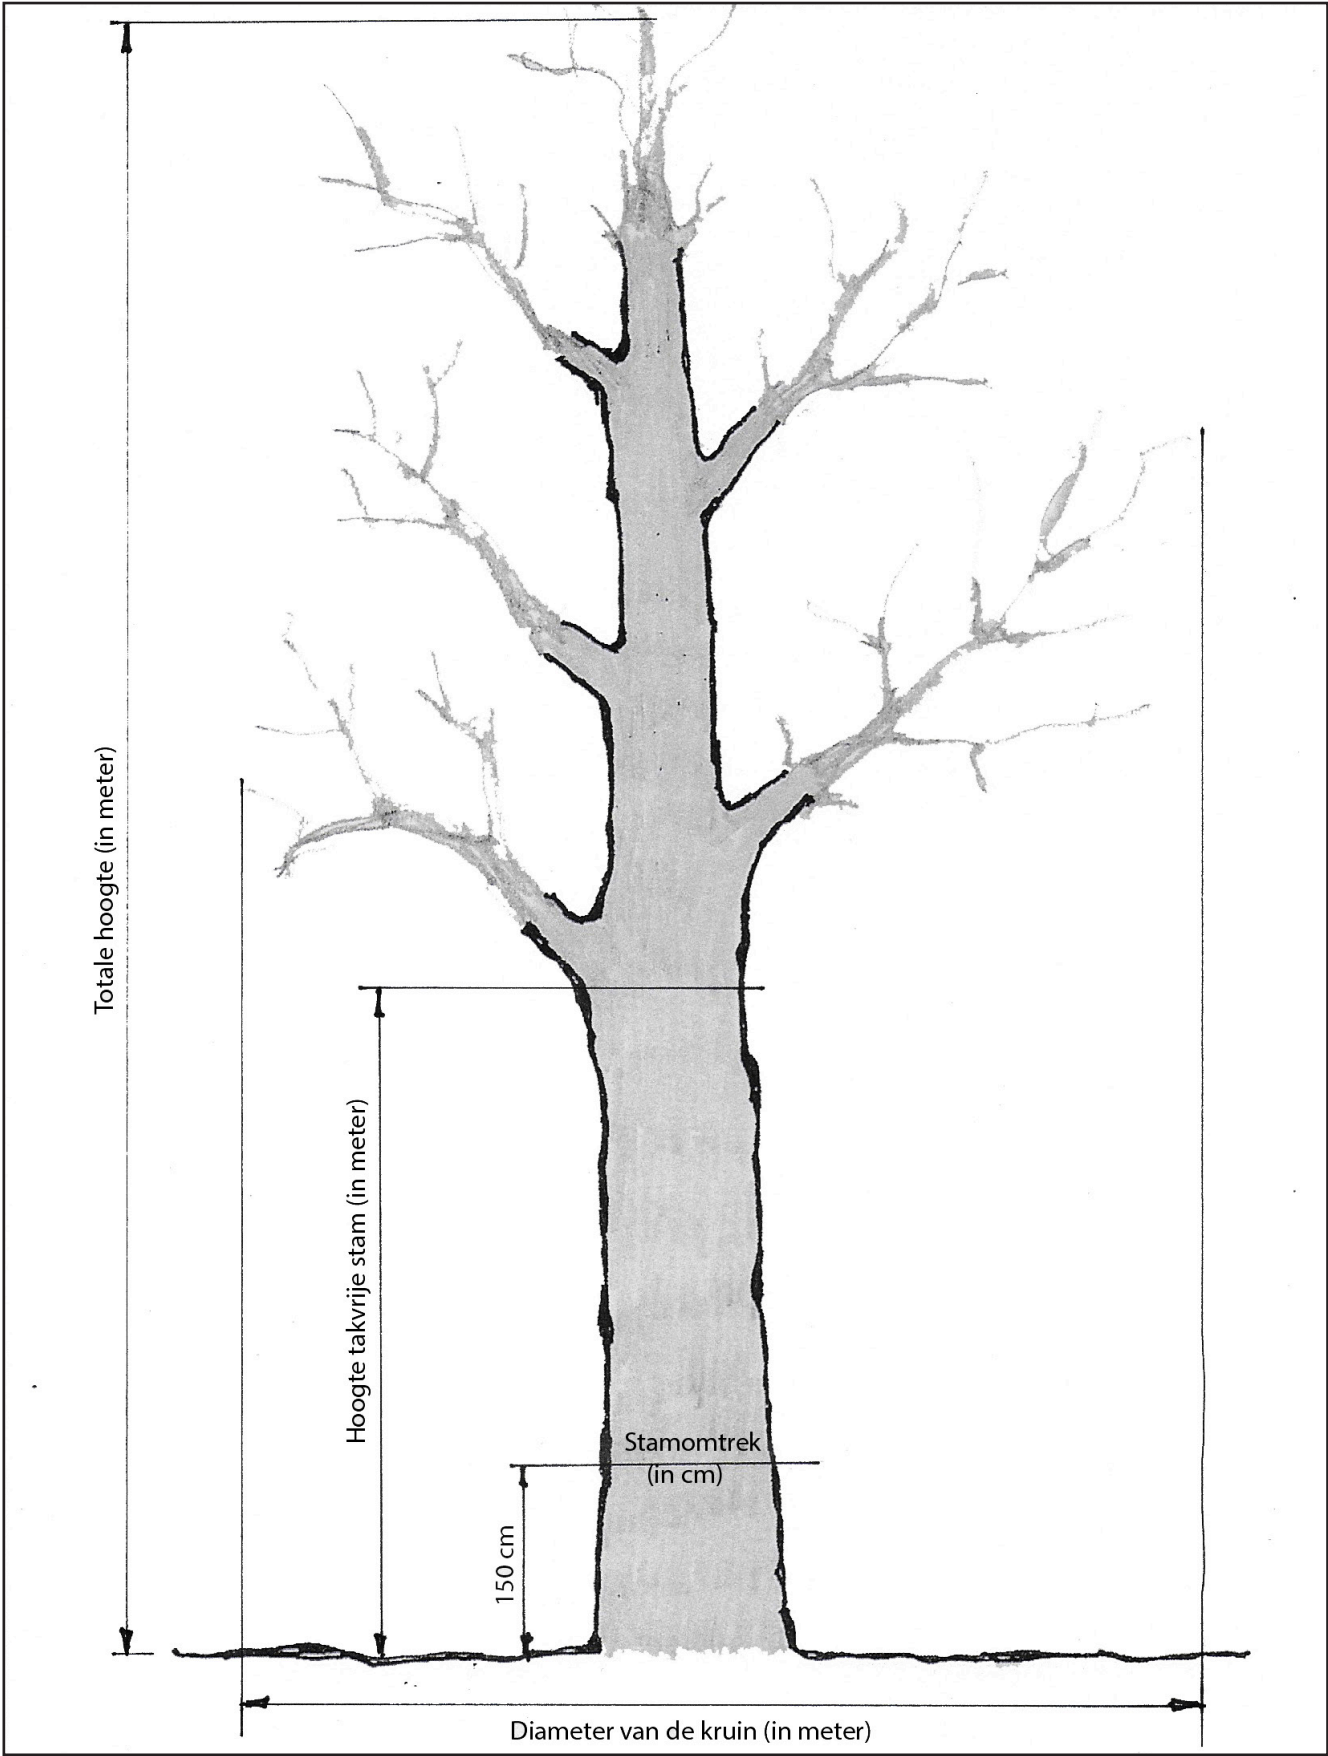 Totale hoogte (in meter)
Hoogte takvrije stam (in meter)
Stamomtrek
(in cm)
150 cm
Diameter van de kruin (in meter)